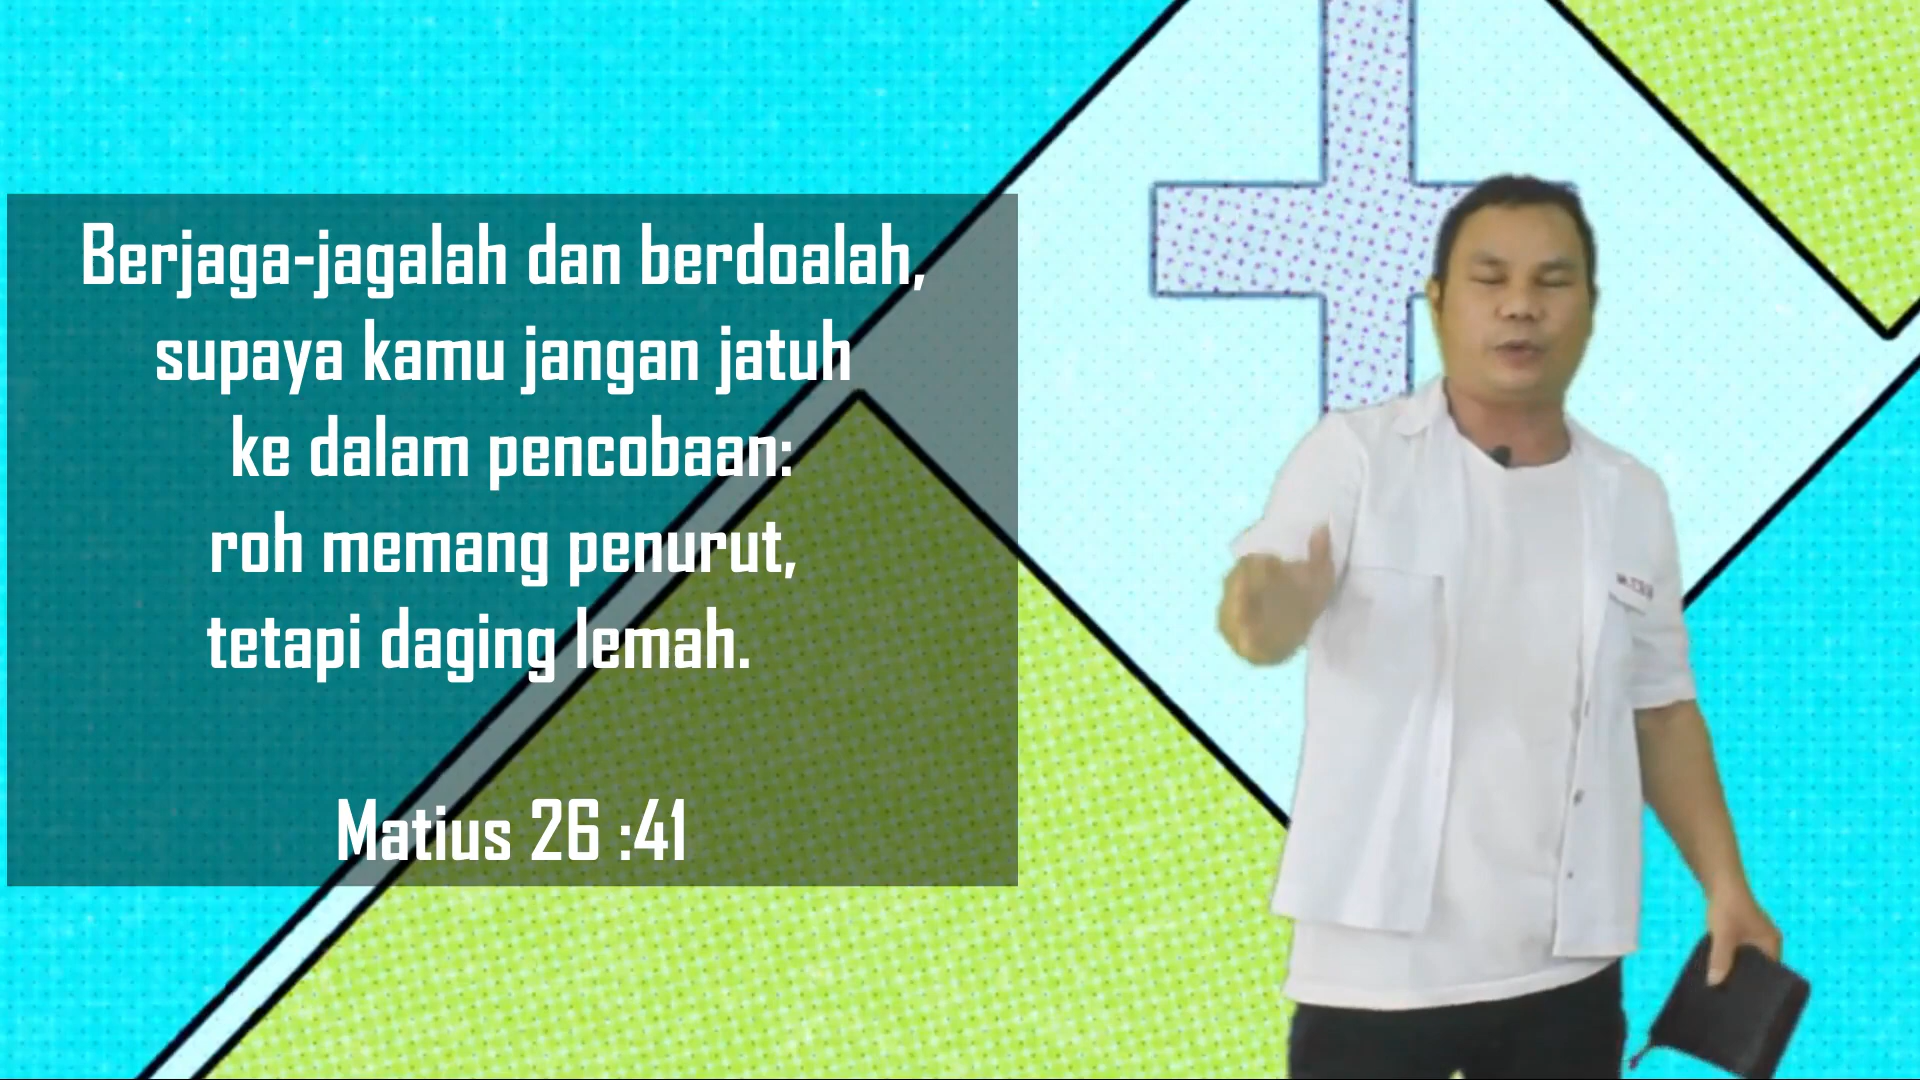 Berjaga-jagalah dan berdoalah,
supaya kamu jangan jatuh
ke dalam pencobaan:
roh memang penurut,
tetapi daging lemah.
Matius 26 :41